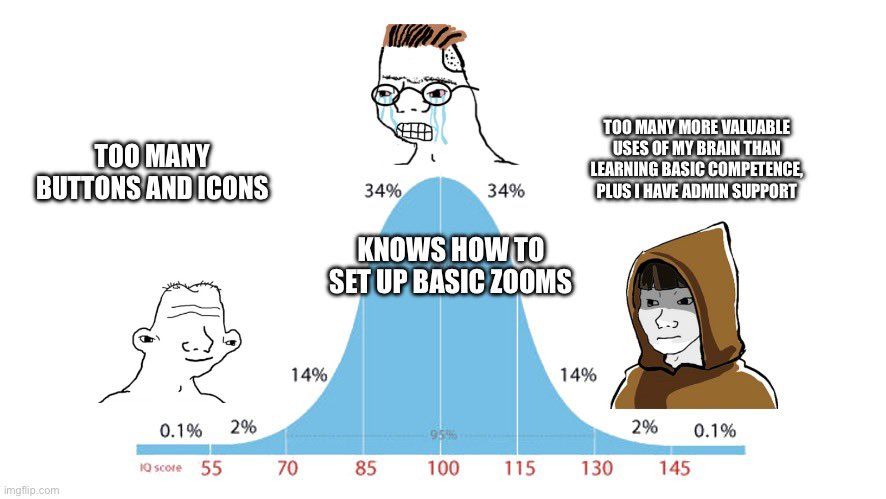 TOO MANY
BUTTONS AND ICONS
TOO MANY MORE VALUABLE
USES OF MY BRAIN THAN
LEARNING BASIC COMPETENCE,
PLUS I HAVE ADMIN SUPPORT
34% 34%
KNOWS HOW TO
SET UP BASIC ZOOMS
14% 14%
0.1% 2% 95% 2% 0.1%
IQ score 55 70 85 100 115 130 145
imgflip.com